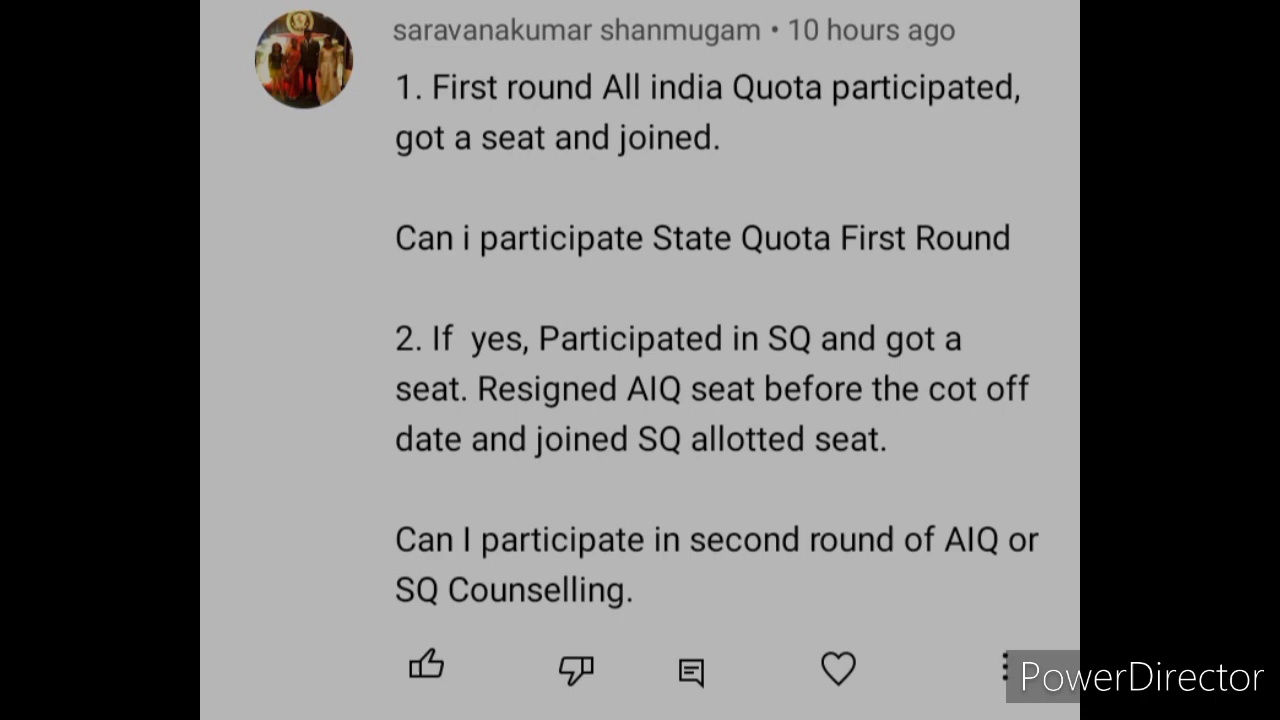 saravanakumar shanmugam • 10 hours ago
1. First round All india Quota participated,
got a seat and joined.
Can i participate State Quota First Round
2. If  yes, Participated in SQ and got a
seat. Resigned AIQ seat before the cot off
date and joined SQ allotted seat.
Can I participate in second round of AIQ or
SQ Counselling.
PowerDirector